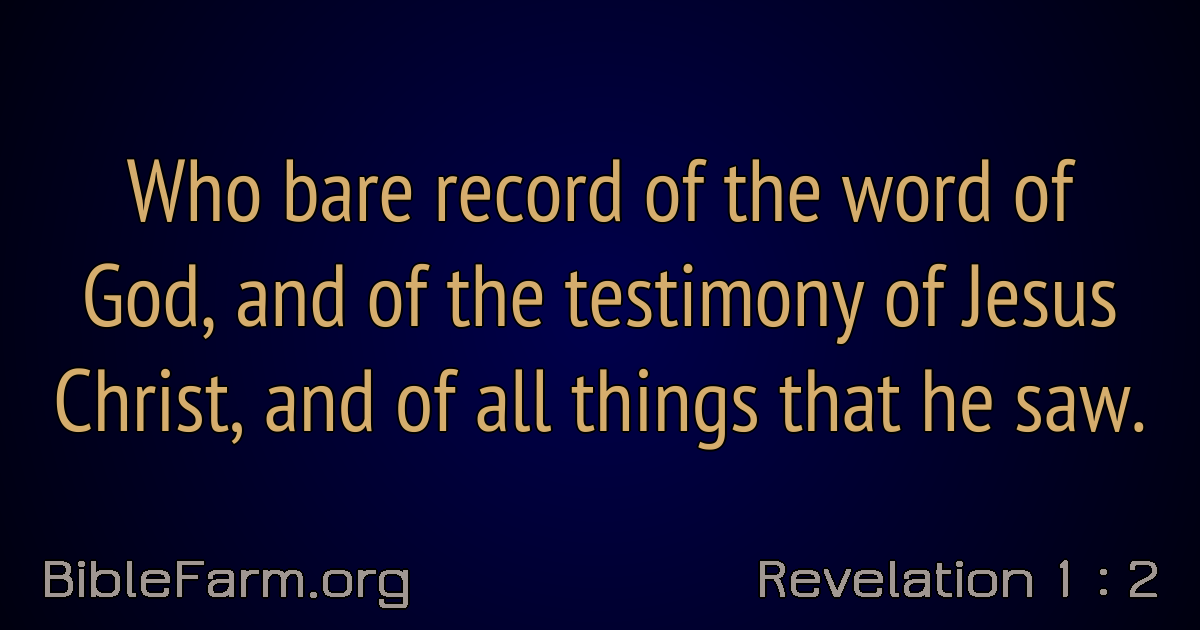 Who bare record of the word of
God, and of the testimony of Jesus
Christ, and of all things that he saw.
BibleFarm.org
Revelation 1 : 2